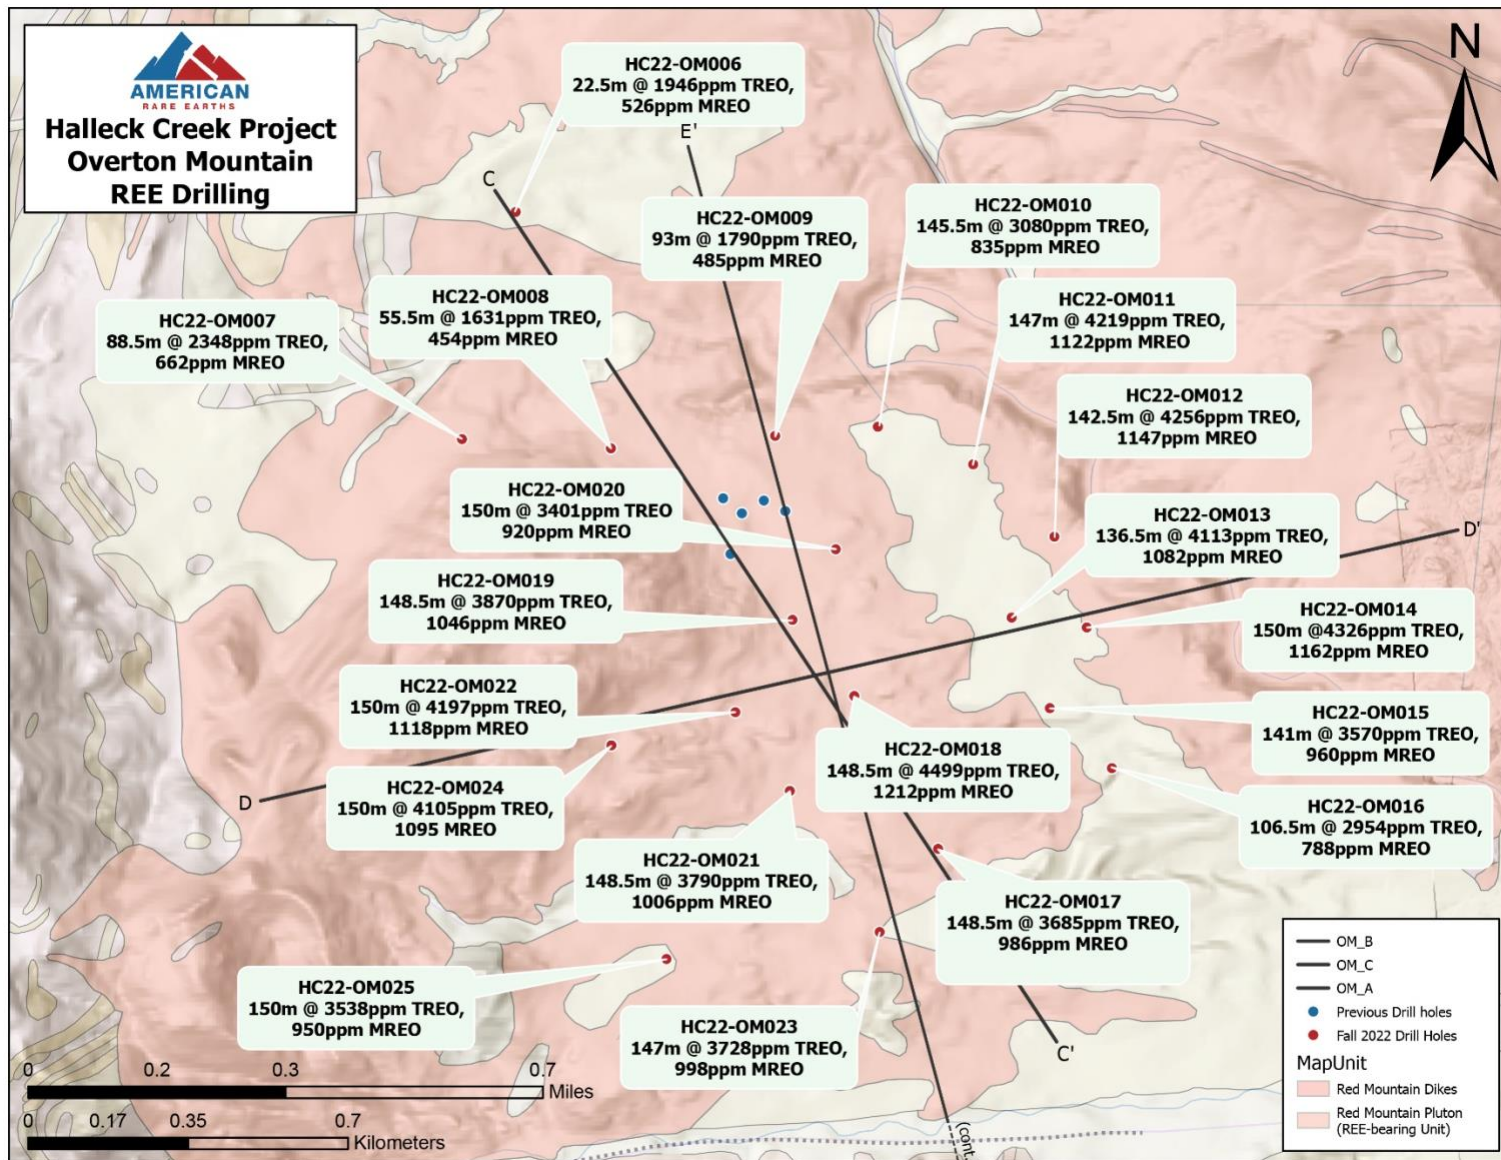 AMERICAN
RARE EARTHS
Halleck Creek Project
Overton Mountain
REE Drilling
N
HC22-OM006
22.5m @ 1946ppm TREO,
526ppm MREO
E'
C
HC22-OM009
93m @ 1790ppm TREO,
485ppm MREO
HC22-OM010
145.5m @ 3080ppm TREO,
835ppm MREO
HC22-OM007
88.5m @ 2348ppm TREO,
662ppm MREO
HC22-OM008
55.5m @ 1631ppm TREO,
454ppm MREO
HC22-OM011
147m @ 4219ppm TREO,
1122ppm MREO
HC22-OM012
142.5m @ 4256ppm TREO,
1147ppm MREO
HC22-OM020
150m @ 3401ppm TREO
920ppm MREO
HC22-OM013
136.5m @ 4113ppm TREO,
1082ppm MREO
D'
HC22-OM019
148.5m @ 3870ppm TREO,
1046ppm MREO
HC22-OM014
150m @4326ppm TREO,
1162ppm MREO
HC22-OM022
150m @ 4197ppm TREO,
1118ppm MREO
HC22-OM015
141m @ 3570ppm TREO,
960ppm MREO
HC22-OM018
148.5m @ 4499ppm TREO,
1212ppm MREO
D
HC22-OM024
150m @ 4105ppm TREO,
1095 MREO
HC22-OM016
106.5m @ 2954ppm TREO,
788ppm MREO
HC22-OM021
148.5m @ 3790ppm TREO,
1006ppm MREO
HC22-OM017
148.5m @ 3685ppm TREO,
986ppm MREO
HC22-OM025
150m @ 3538ppm TREO,
950ppm MREO
HC22-OM023
147m @ 3728ppm TREO,
998ppm MREO
C'
(cont.
0 0.2 0.3 0.7
Miles
0 0.17 0.35 0.7
Kilometers
OM_B
OM_C
OM_A
Previous Drill holes
Fall 2022 Drill Holes
MapUnit
Red Mountain Dikes
Red Mountain Pluton
(REE-bearing Unit)